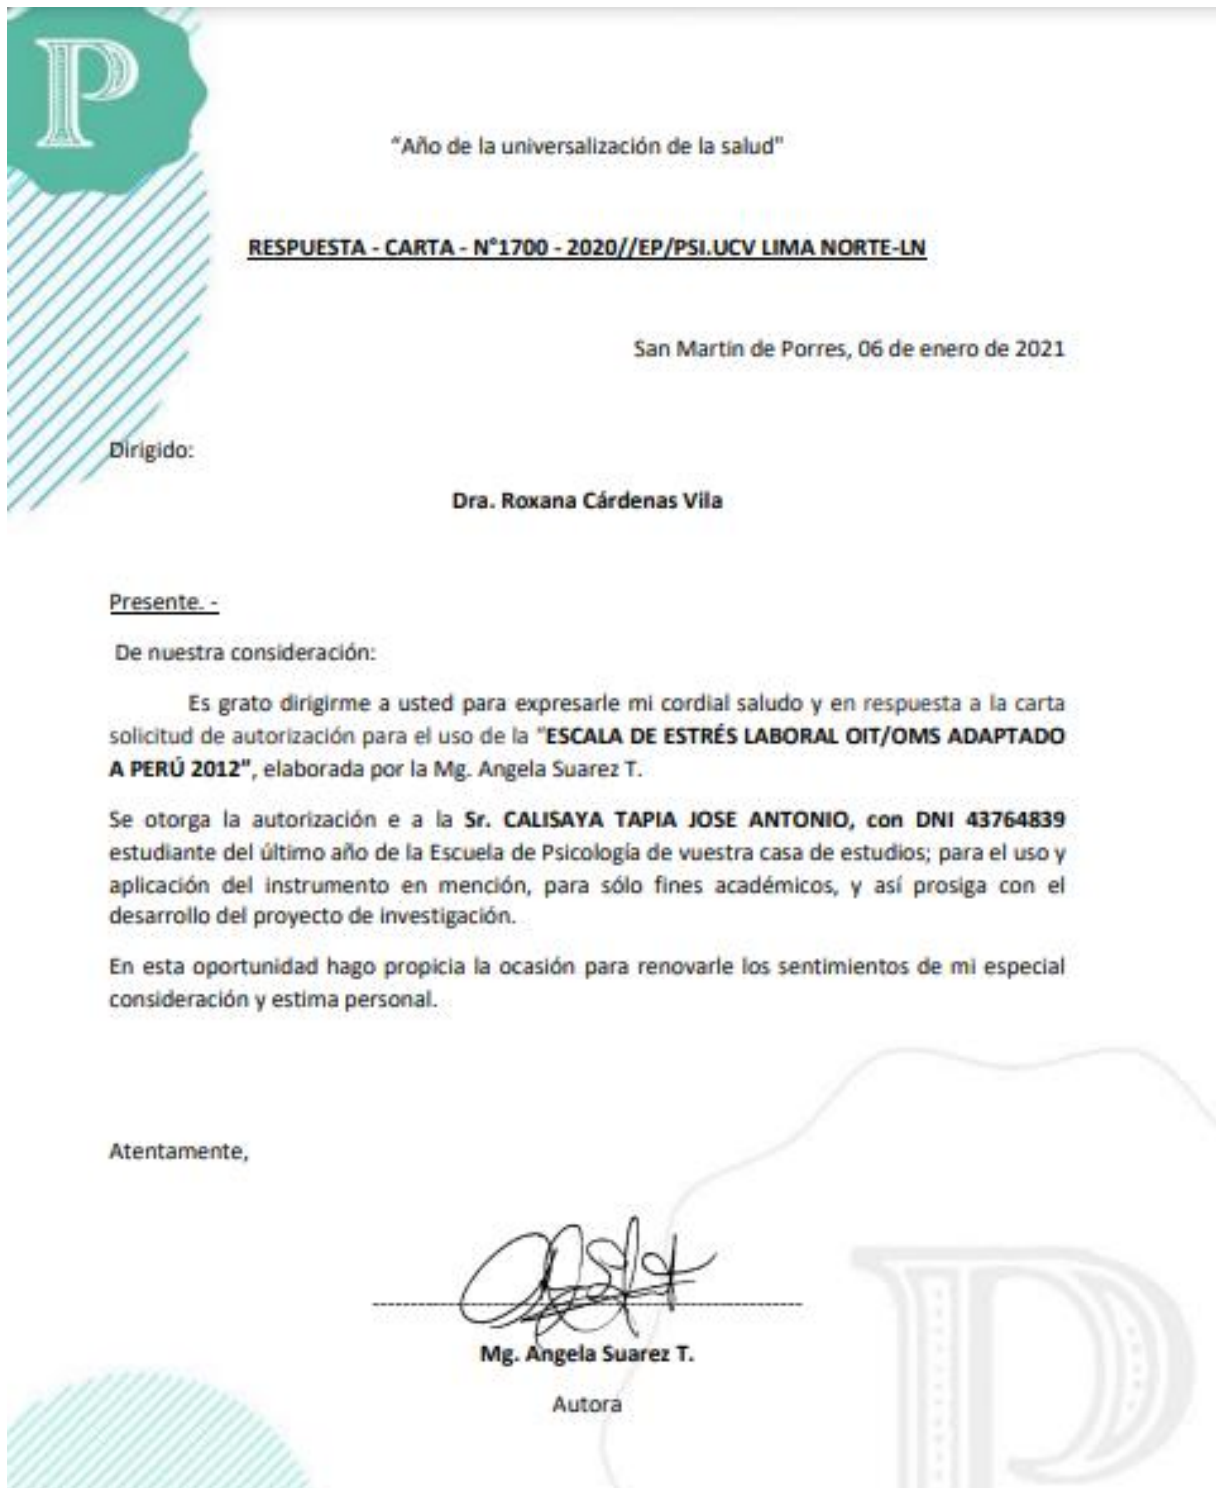 P
“Año de la universalización de la salud"
RESPUESTA - CARTA - N°1700 - 2020//EP/PSI.UCV LIMA NORTE-LN
San Martin de Porres, 06 de enero de 2021
Dirigido:
Dra. Roxana Cárdenas Vila
Presente. -
De nuestra consideración:
Es grato dirigirme a usted para expresarle mi cordial saludo y en respuesta a la carta
solicitud de autorización para el uso de la "ESCALA DE ESTRÉS LABORAL OIT/OMS ADAPTADO
A PERÚ 2012", elaborada por la Mg. Angela Suarez T.
Se otorga la autorización e a la Sr. CALISAYA TAPIA JOSE ANTONIO, con DNI 43764839
estudiante del último año de la Escuela de Psicología de vuestra casa de estudios; para el uso y
aplicación del instrumento en mención, para sólo fines académicos, y así prosiga con el
desarrollo del proyecto de investigación.
En esta oportunidad hago propicia la ocasión para renovarle los sentimientos de mi especial
consideración y estima personal.
Atentamente,
Mg. Angela Suarez T.
Autora
P